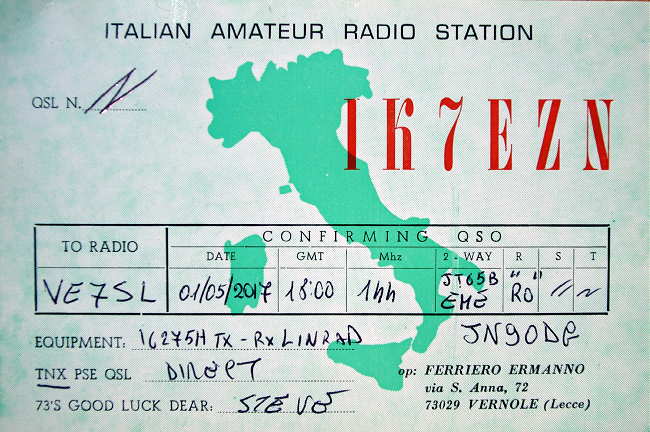 ITALIAN AMATEUR RADIO STATION
QSL N. N
IK7EZN
CONFIRMING QSO
TO RADIO DATE GMT Mhz 2 - WAY R S T
VE7SL 01/05/2017 18:00 144 JT65B EME "RO" // N
EQUIPMENT: IC275H TX - RX LINRAD JN90DG
TNX PSE QSL DIRECT
op: FERRIERO ERMANNO
via S. Anna, 72
73'S GOOD LUCK DEAR: STEVE 73029 VERNOLE (Lecce)